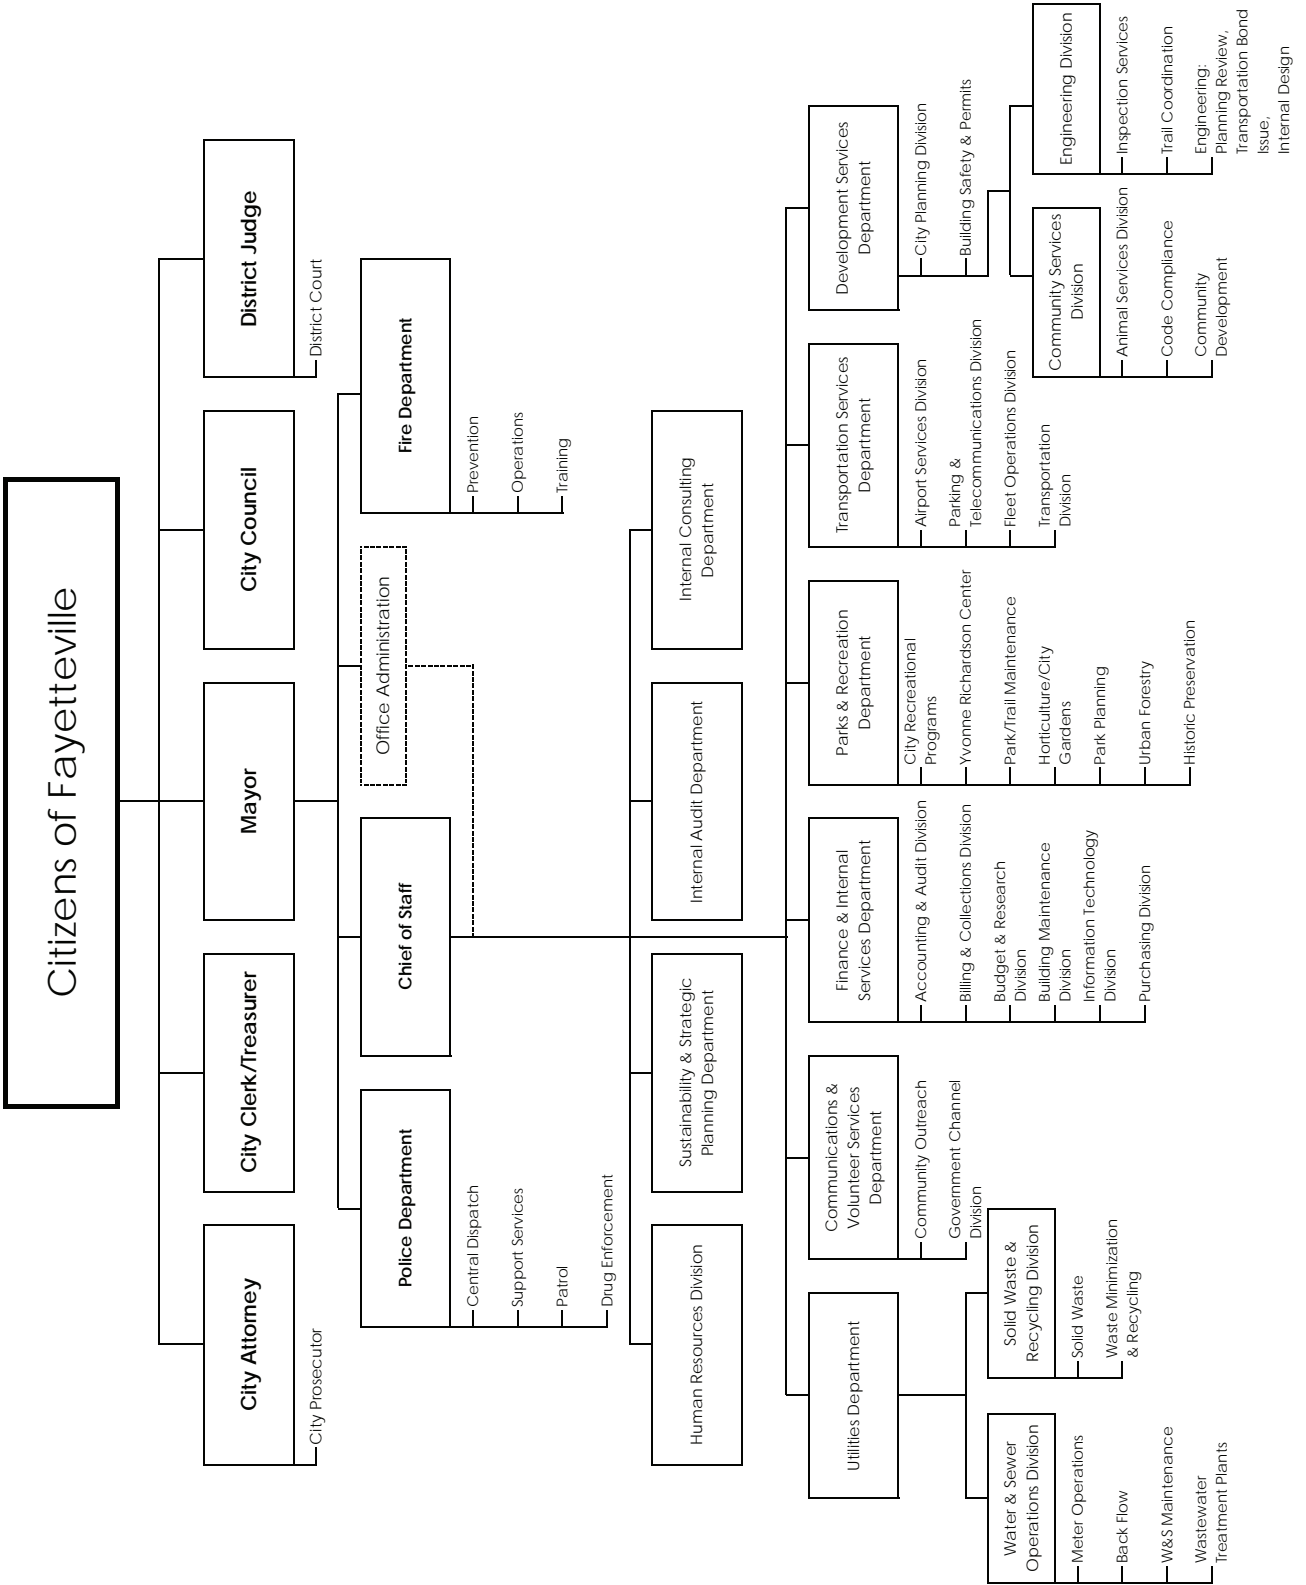 Citizens of Fayetteville
City Attorney
City Prosecutor
City Clerk/Treasurer
Mayor
City Council
District Judge
District Court
Police Department
Central Dispatch
Support Services
Patrol
Drug Enforcement
Chief of Staff
Office Administration
Fire Department
Prevention
Operations
Training
Human Resources Division
Sustainability & Strategic
Planning Department
Internal Audit Department
Internal Consulting
Department
Utilities Department
Water & Sewer
Operations Division
Meter Operations
Back Flow
W&S Maintenance
Wastewater
Treatment Plants
Solid Waste &
Recycling Division
Solid Waste
Waste Minimization
& Recycling
Communications &
Volunteer Services
Department
Community Outreach
Government Channel
Division
Finance & Internal
Services Department
Accounting & Audit Division
Billing & Collections Division
Budget & Research
Division
Building Maintenance
Division
Information Technology
Division
Purchasing Division
Parks & Recreation
Department
City Recreational
Programs
Yvonne Richardson Center
Park/Trail Maintenance
Horticulture/City
Gardens
Park Planning
Urban Forestry
Historic Preservation
Transportation Services
Department
Airport Services Division
Parking &
Telecommunications Division
Fleet Operations Division
Transportation
Division
Development Services
Department
City Planning Division
Building Safety & Permits
Community Services
Division
Animal Services Division
Code Compliance
Community
Development
Engineering Division
Inspection Services
Trail Coordination
Engineering:
Planning Review,
Transportation Bond
Issue,
Internal Design